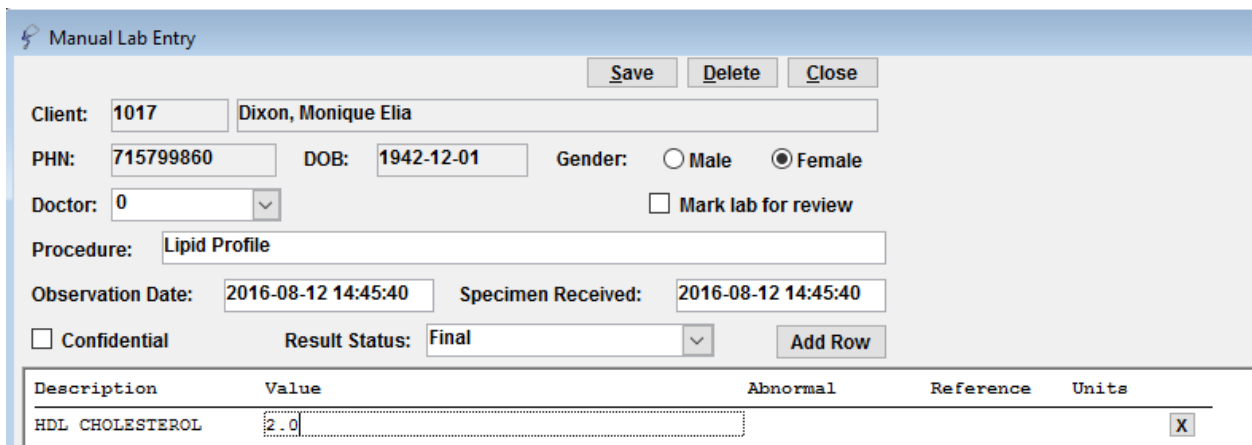 Manual Lab Entry
Save Delete Close
Client: 1017 Dixon, Monique Elia
PHN: 715799860 DOB: 1942-12-01 Gender: Male Female
Doctor: 0 Mark lab for review
Procedure: Lipid Profile
Observation Date: 2016-08-12 14:45:40 Specimen Received: 2016-08-12 14:45:40
Confidential Result Status: Final Add Row
Description Value Abnormal Reference Units
HDL CHOLESTEROL 2.0 X